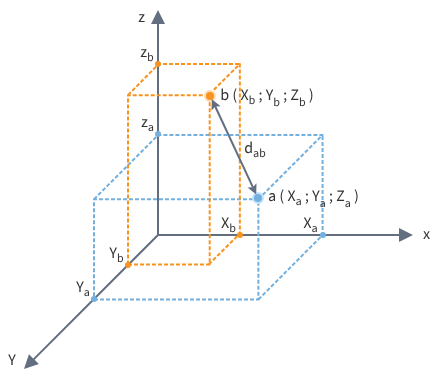 z
z_b
b ( X_b ; Y_b ; Z_b )
z_a
d_ab
a ( X_a ; Y_a ; Z_a )
X_b
X_a
x
Y_b
Y_a
Y